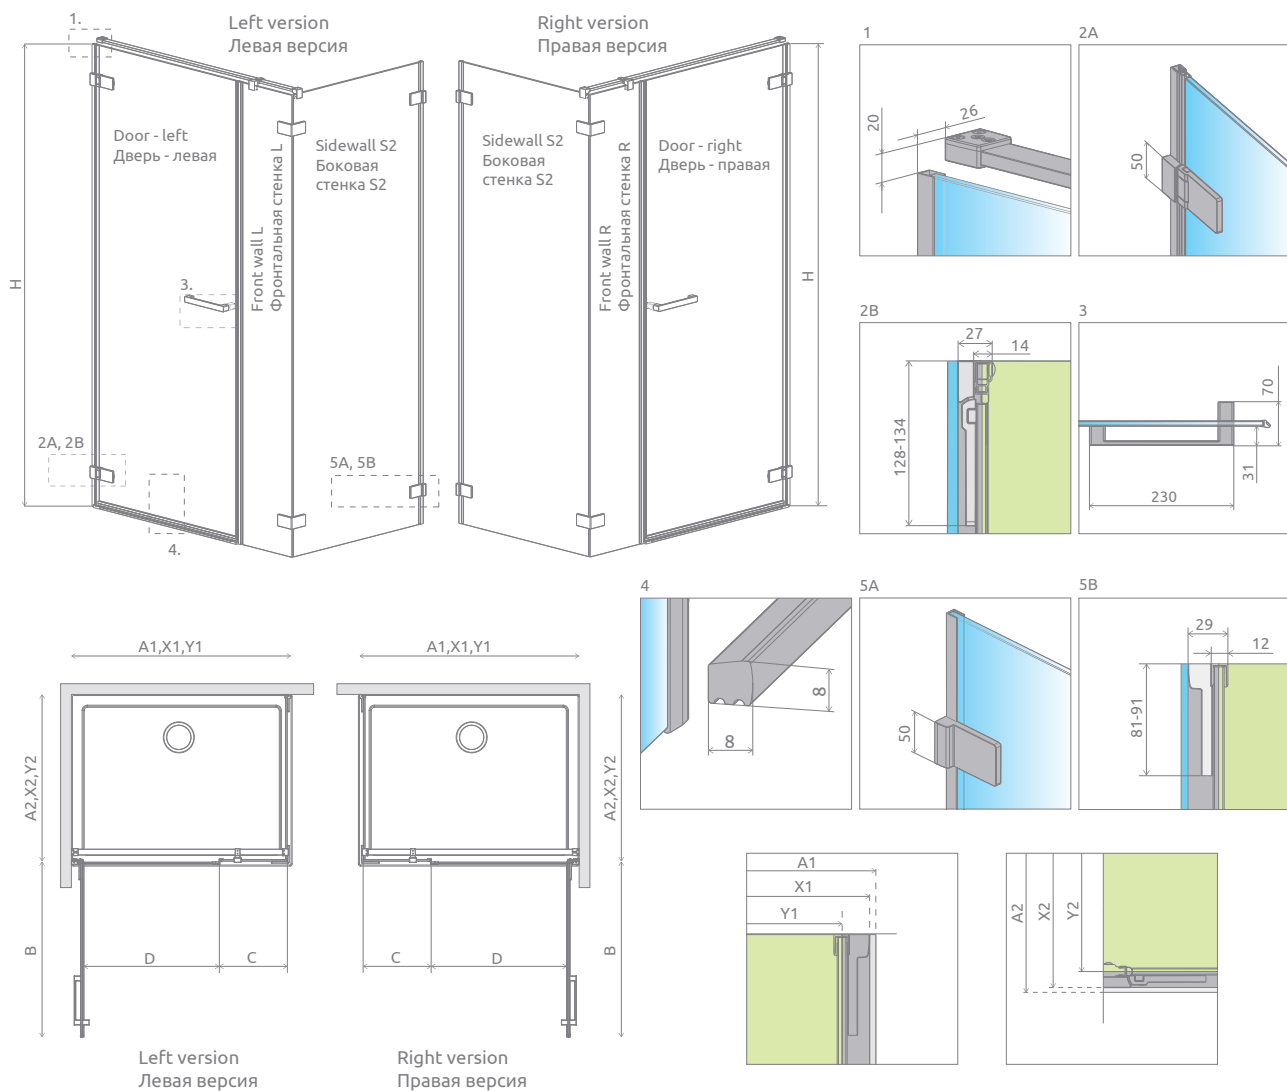 1.
Left version
Левая версия
Right version
Правая версия
Door - left
Дверь - левая
Front wall L
Фронтальная стенка L
Sidewall S2
Боковая
стенка S2
Sidewall S2
Боковая
стенка S2
Front wall R
Фронтальная стенка R
Door - right
Дверь - правая
H
H
3.
2A, 2B
4.
5A, 5B
1
20
26
2A
50
2B
27
14
128-134
3
70
31
230
4
8
8
5A
50
5B
29
12
81-91
A1,X1,Y1
A2,X2,Y2
B
D
C
Left version
Левая версия
A1,X1,Y1
A2,X2,Y2
B
C
D
Right version
Правая версия
A1
X1
Y1
A2
X2
Y2